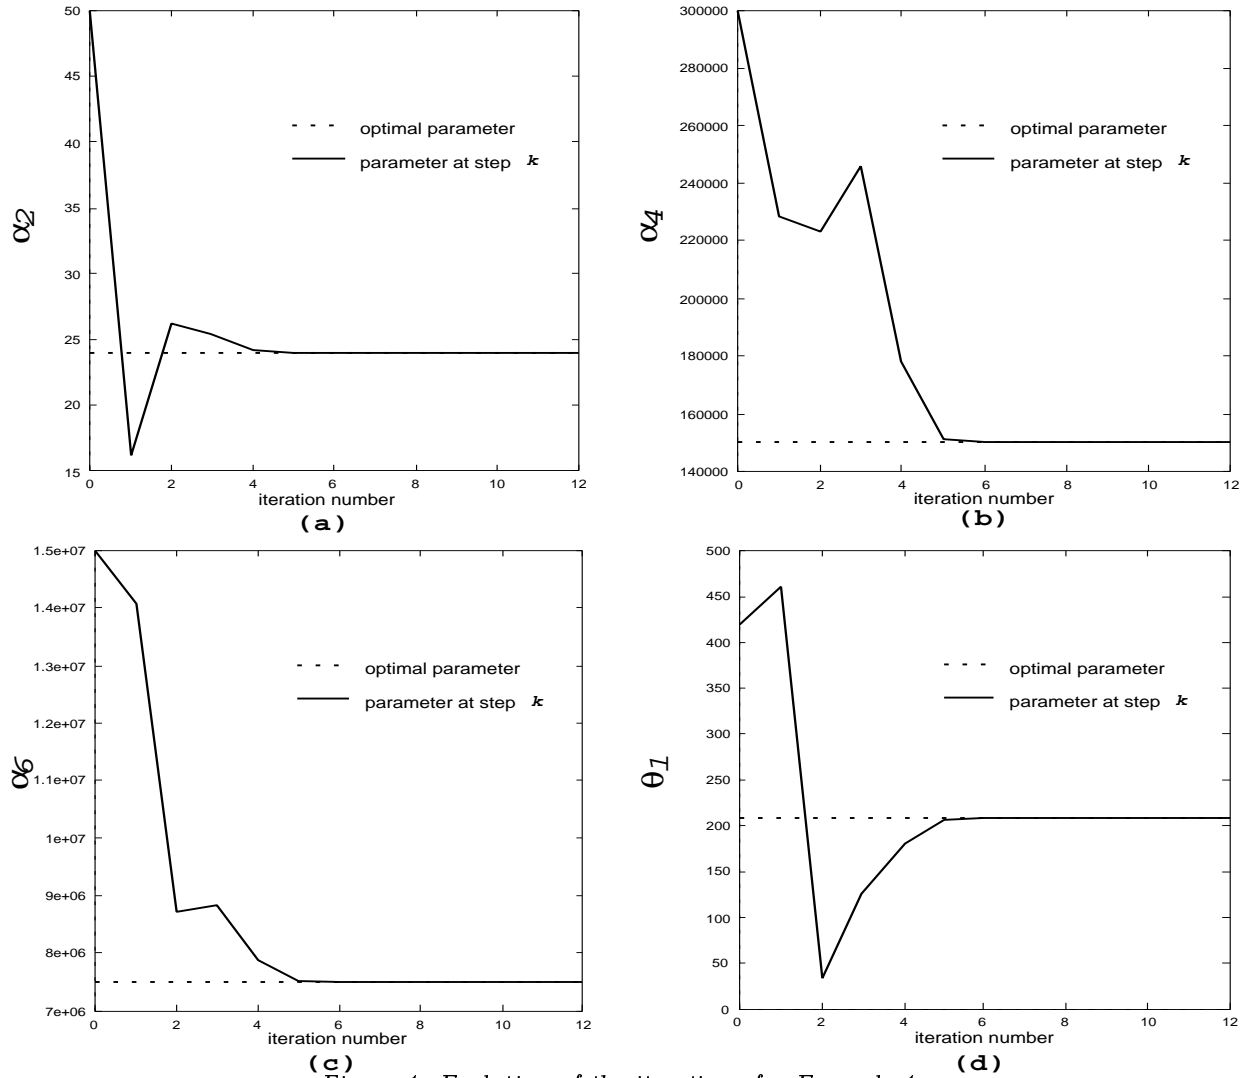 50
45
40
35
30
25
20
15
α2
optimal parameter
parameter at step k
0 2 4 6 8 10 12
iteration number
(a)
300000
280000
260000
240000
220000
200000
180000
160000
140000
α4
optimal parameter
parameter at step k
0 2 4 6 8 10 12
iteration number
(b)
1.5e+07
1.4e+07
1.3e+07
1.2e+07
1.1e+07
1e+07
9e+06
8e+06
7e+06
α6
optimal parameter
parameter at step k
0 2 4 6 8 10 12
iteration number
(c)
500
450
400
350
300
250
200
150
100
50
0
θ1
optimal parameter
parameter at step k
0 2 4 6 8 10 12
iteration number
(d)